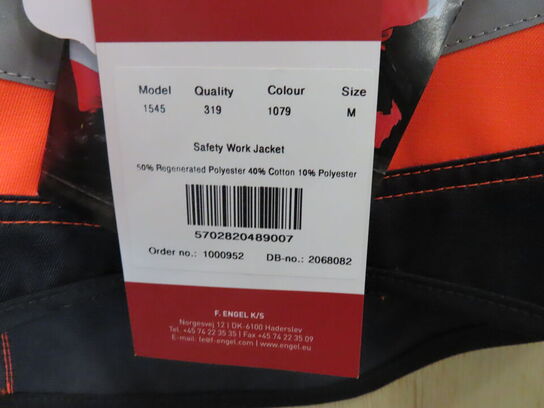 Model Quality Colour Size
1545 319 1079 M
Safety Work Jacket
50% Regenerated Polyester 40% Cotton 10% Polyester
5702820489007
Order no.: 1000952 DB-no.: 2068082
F. ENGEL K/S
Norgesvej 12 | DK-6100 Haderslev
Tel. +45 74 22 35 35 | Fax +45 74 22 35 09
E-mail: fe@f-engel.com | www.engel.eu